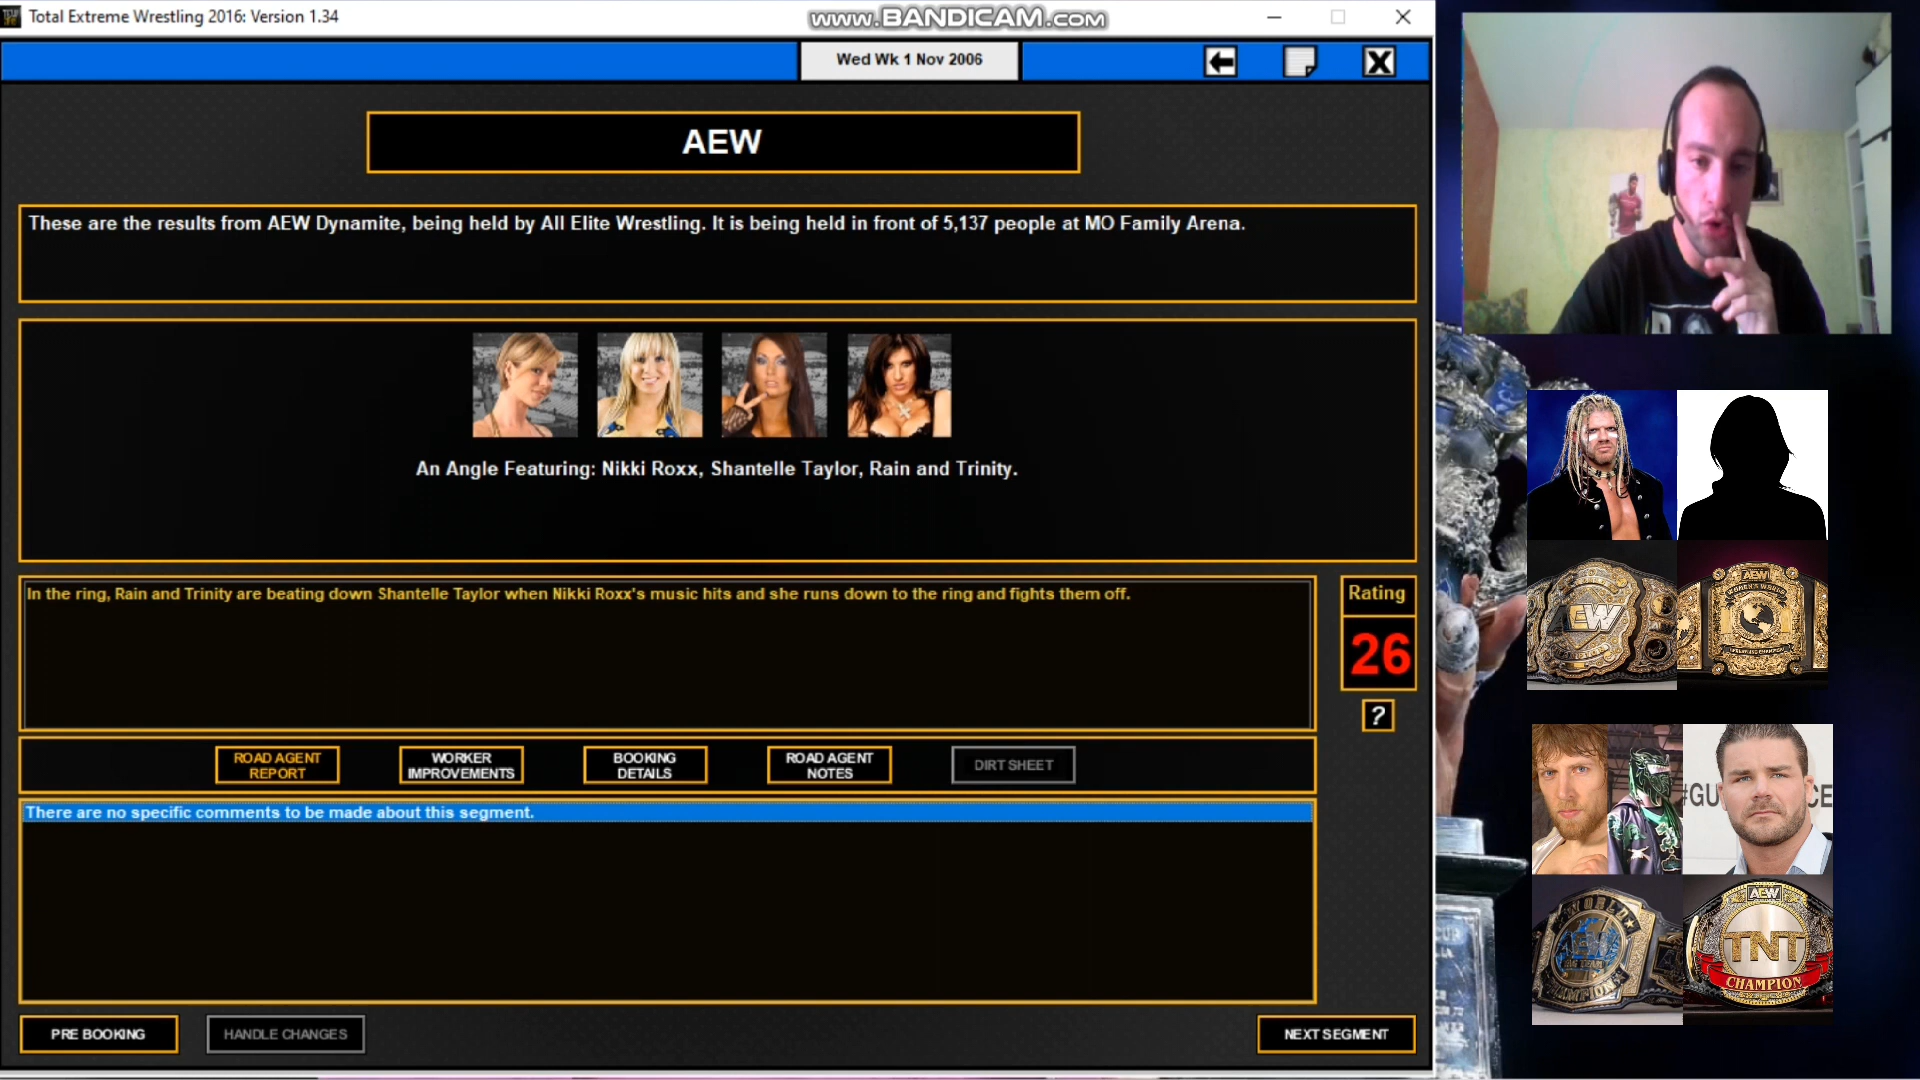 Total Extreme Wrestling 2016: Version 1.34
www.BANDICAM.com
Wed Wk 1 Nov 2006
AEW
These are the results from AEW Dynamite, being held by All Elite Wrestling. It is being held in front of 5,137 people at MO Family Arena.
An Angle Featuring: Nikki Roxx, Shantelle Taylor, Rain and Trinity.
In the ring, Rain and Trinity are beating down Shantelle Taylor when Nikki Roxx's music hits and she runs down to the ring and fights them off.
Rating
26
?
ROAD AGENT
REPORT
WORKER
IMPROVEMENTS
BOOKING
DETAILS
ROAD AGENT
NOTES
DIRT SHEET
There are no specific comments to be made about this segment.
PRE BOOKING
HANDLE CHANGES
NEXT SEGMENT
AEW
AEW
#GU
CE
WORLD
AEW
TNT
CHAMPION